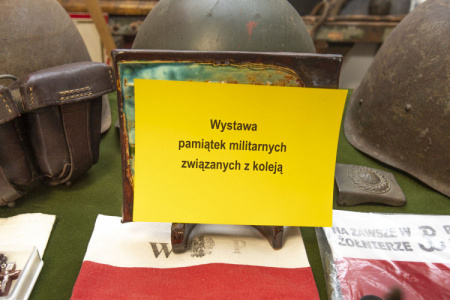 Wystawa
pamiątek militarnych
związanych z koleją
W P
NA ZAWSZE W
ŻOŁNIERZE